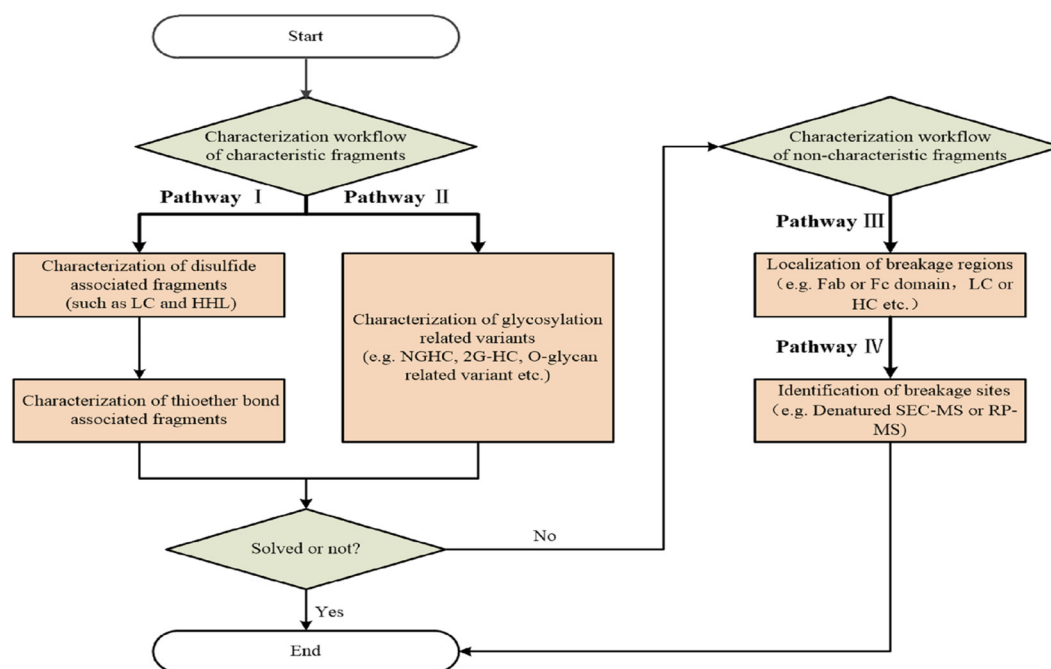 Start
Characterization workflow
of characteristic fragments
Pathway Ⅰ
Pathway Ⅱ
Characterization of disulfide
associated fragments
(such as LC and HHL)
Characterization of thioether bond
associated fragments
Characterization of glycosylation
related variants
(e.g. NGHC, 2G-HC, O-glycan
related variant etc.)
Solved or not?
No
Yes
End
Characterization workflow
of non-characteristic fragments
Pathway Ⅲ
Localization of breakage regions
（e.g. Fab or Fc domain，LC or
HC etc.）
Pathway Ⅳ
Identification of breakage sites
（e.g. Denatured SEC-MS or RP-
MS)